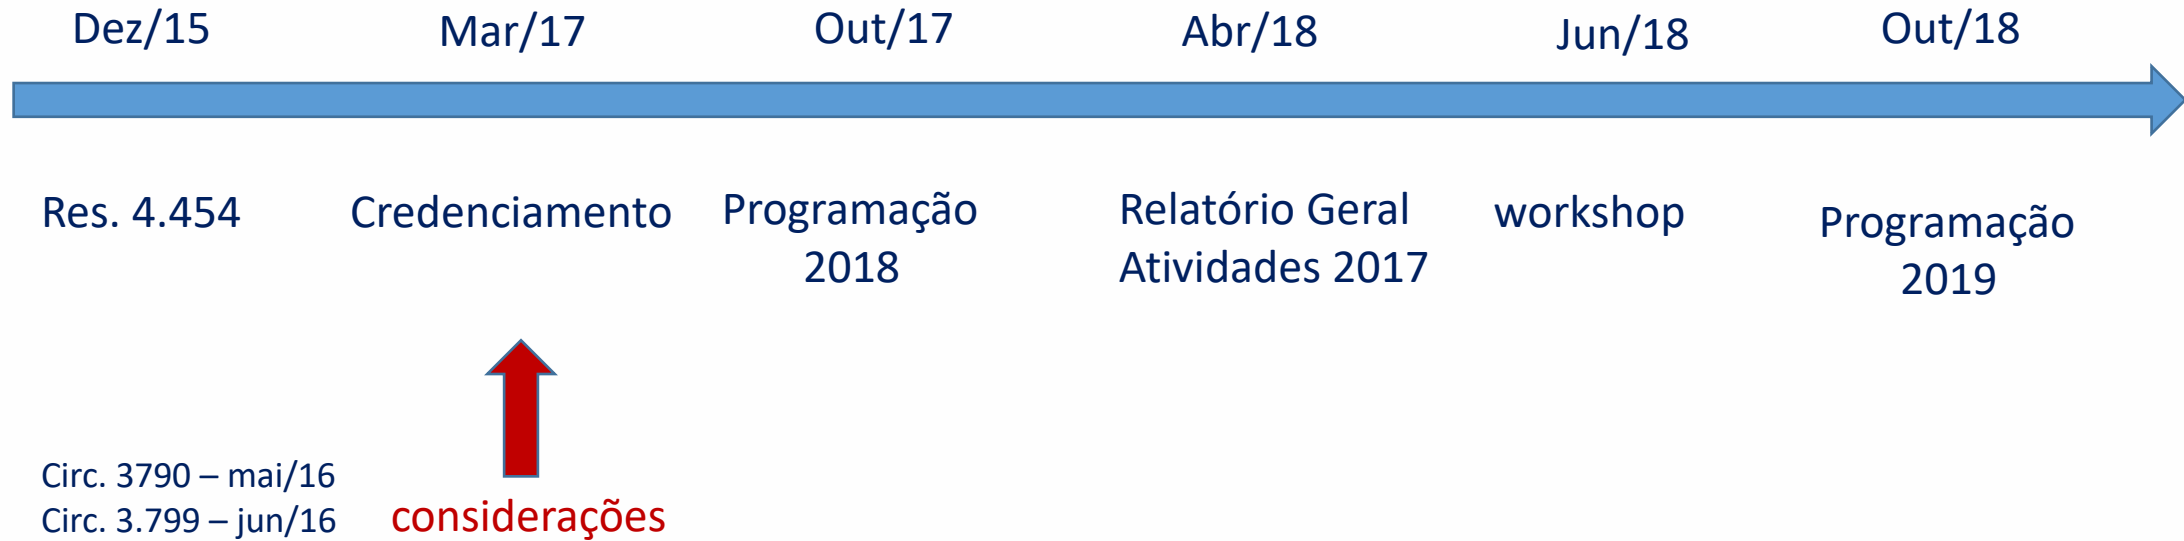 Dez/15
Mar/17
Out/17
Abr/18
Jun/18
Out/18
Res. 4.454
Credenciamento
Programação
2018
Relatório Geral
Atividades 2017
workshop
Programação
2019
Circ. 3790 – mai/16
Circ. 3.799 – jun/16
considerações